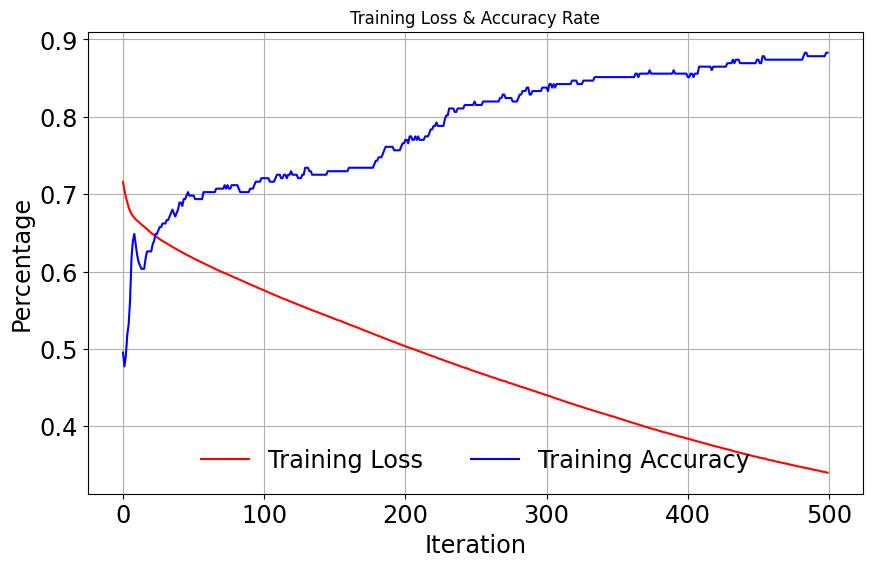 Training Loss & Accuracy Rate
0.9
0.8
0.7
0.6
0.5
0.4
Percentage
Training Loss
Training Accuracy
0
100
200
300
400
500
Iteration